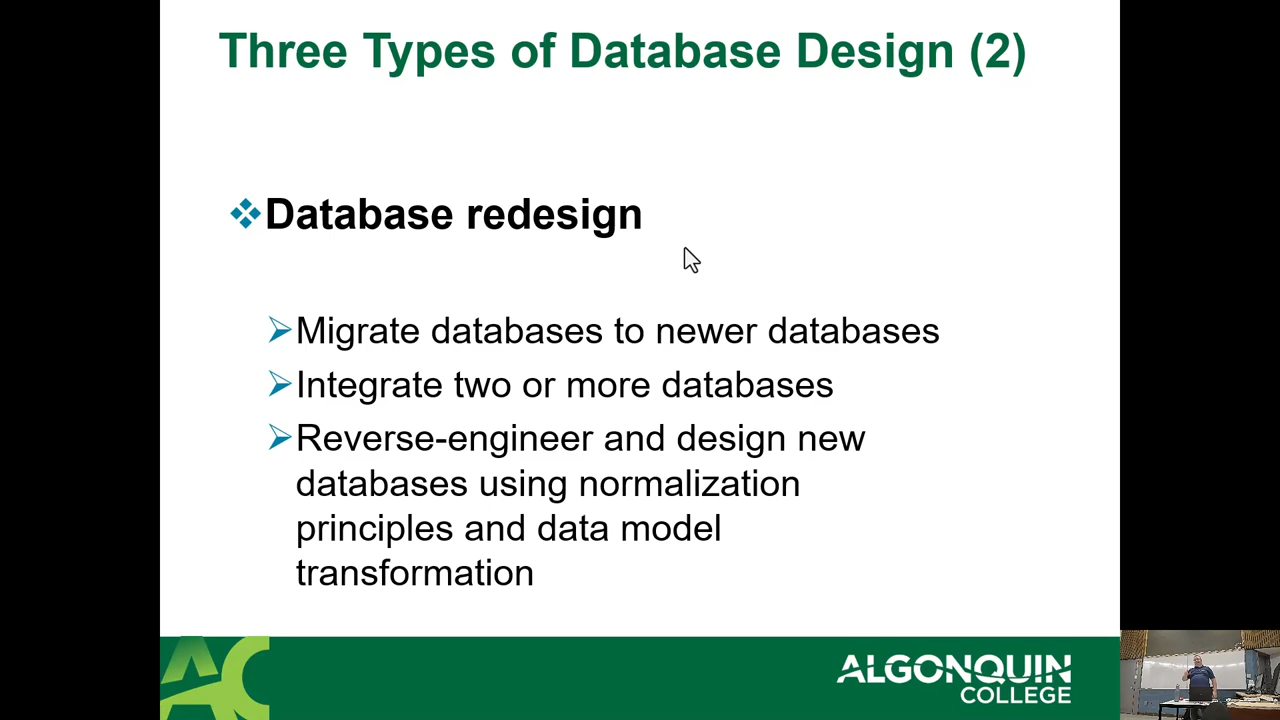 Three Types of Database Design (2)
Database redesign
Migrate databases to newer databases
Integrate two or more databases
Reverse-engineer and design new
databases using normalization
principles and data model
transformation
AC
ALGONQUIN
COLLEGE